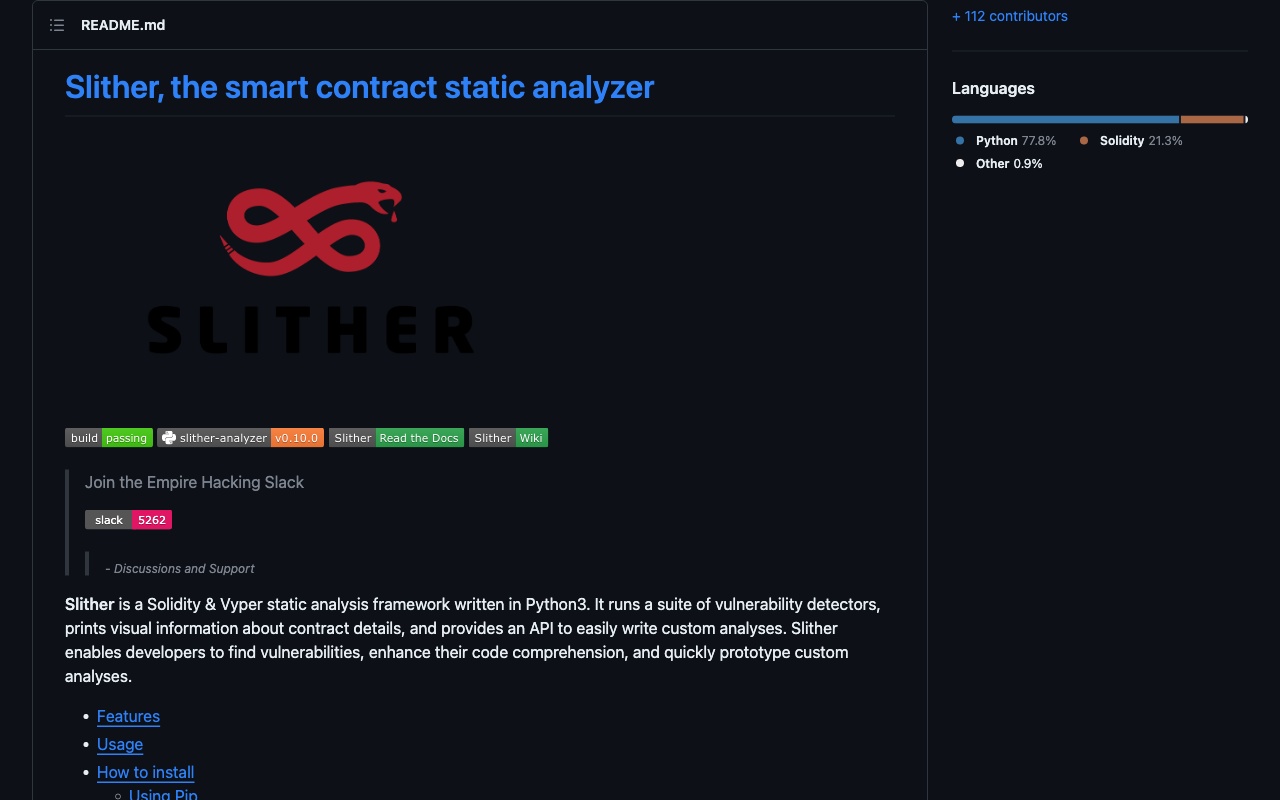 README.md
Slither, the smart contract static analyzer
SLITHER
build passing slither-analyzer v0.10.0 Slither Read the Docs Slither Wiki
Join the Empire Hacking Slack
slack 5262
- Discussions and Support
Slither is a Solidity & Vyper static analysis framework written in Python3. It runs a suite of vulnerability detectors,
prints visual information about contract details, and provides an API to easily write custom analyses. Slither
enables developers to find vulnerabilities, enhance their code comprehension, and quickly prototype custom
analyses.
• Features
• Usage
• How to install
○ Using Pip
+ 112 contributors
Languages
Python 77.8% Solidity 21.3%
Other 0.9%